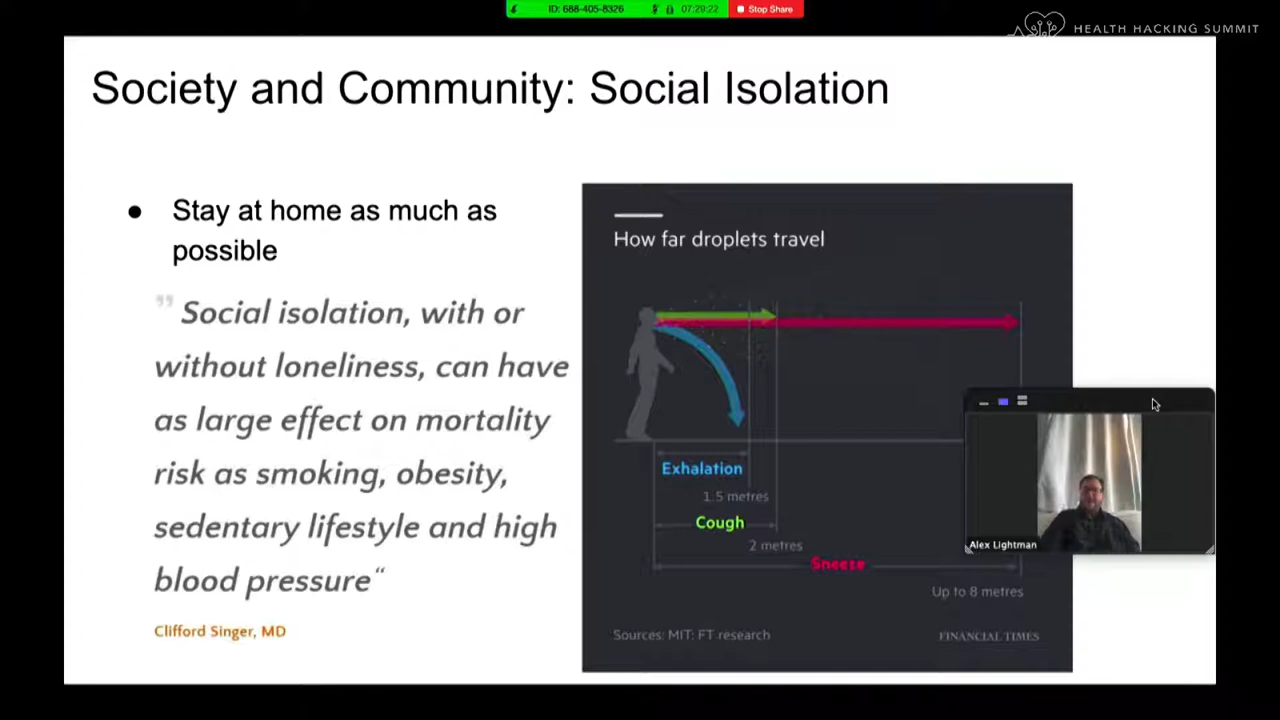 ID: 688-405-8326
07:29:22
Stop Share
HEALTH HACKING SUMMIT
Society and Community: Social Isolation
● Stay at home as much as
possible
” Social isolation, with or
without loneliness, can have
as large effect on mortality
risk as smoking, obesity,
sedentary lifestyle and high
blood pressure“
Clifford Singer, MD
How far droplets travel
Exhalation
1.5 metres
Cough
2 metres
Sneeze
Up to 8 metres
Sources: MIT: FT research
FINANCIAL TIMES
Alex Lightman